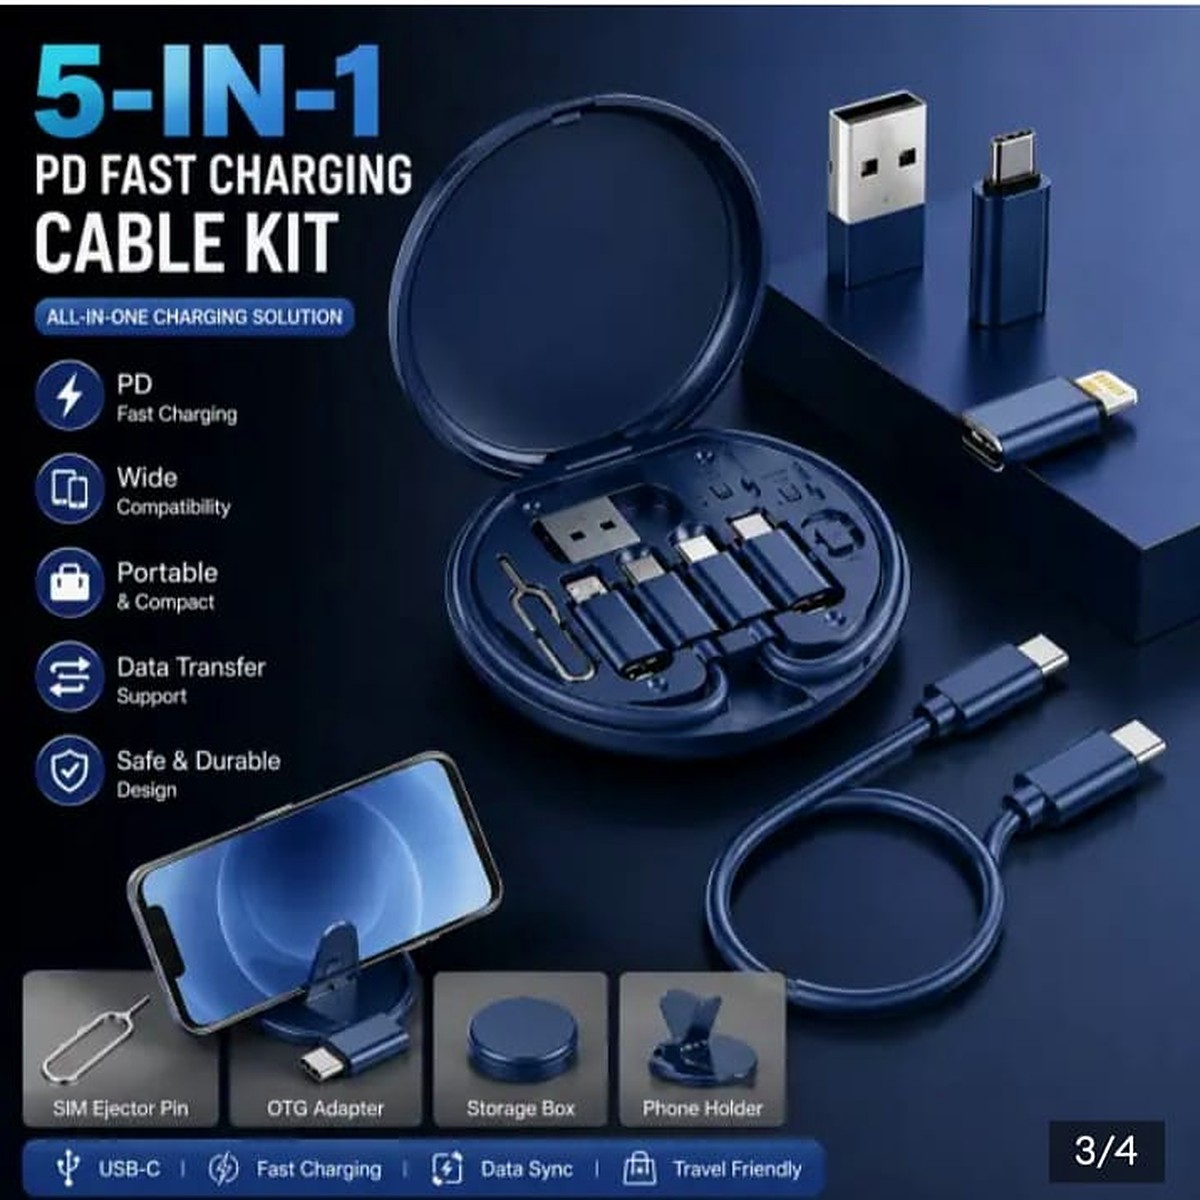 5-IN-1
PD FAST CHARGING
CABLE KIT
ALL-IN-ONE CHARGING SOLUTION
PD
Fast Charging
Wide
Compatibility
Portable
& Compact
Data Transfer
Support
Safe & Durable
Design
SIM Ejector Pin
OTG Adapter
Storage Box
Phone Holder
USB-C | Fast Charging | Data Sync | Travel Friendly
3/4